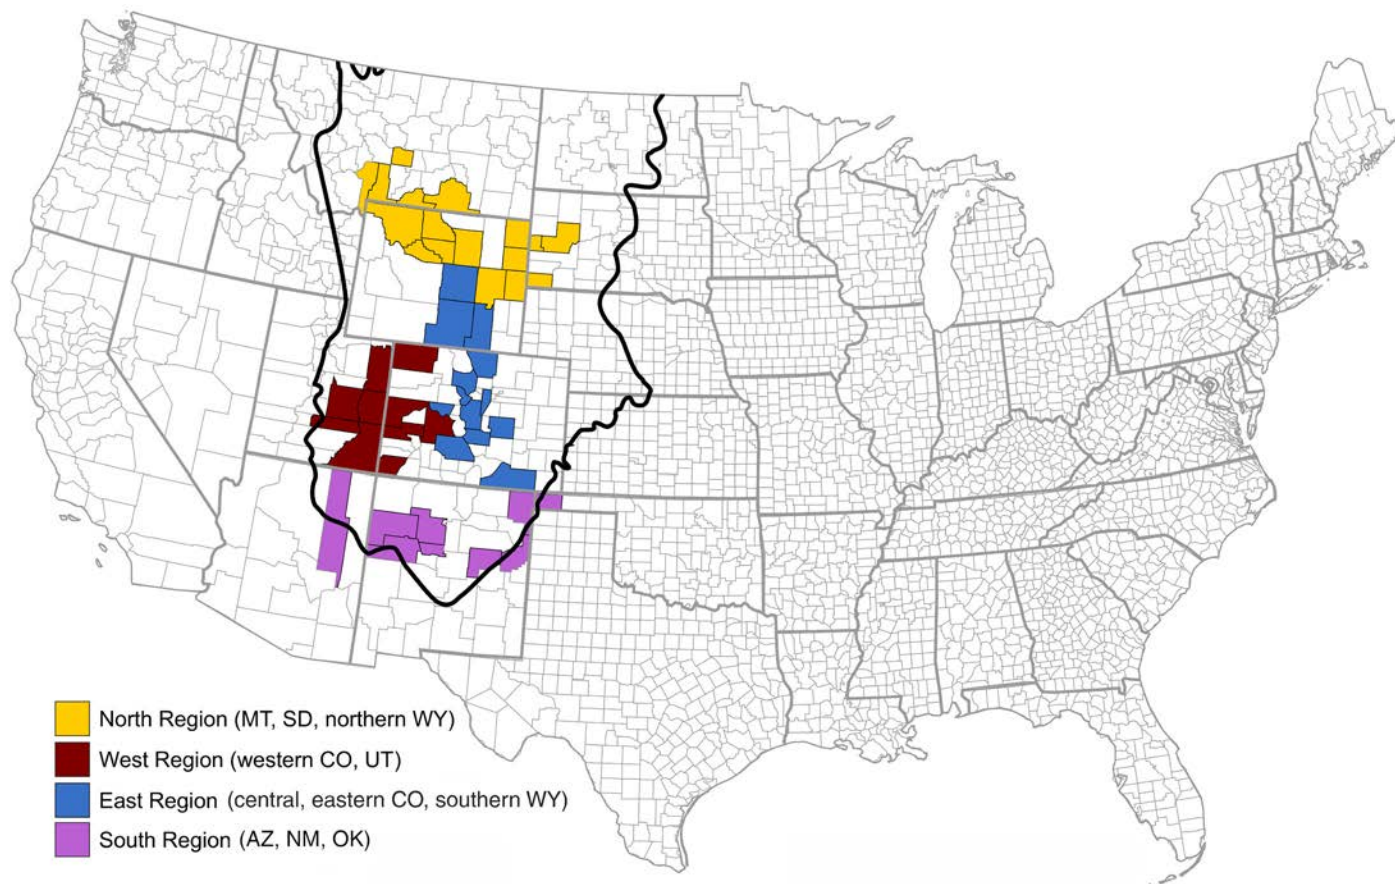 North Region (MT, SD, northern WY)
West Region (western CO, UT)
East Region (central, eastern CO, southern WY)
South Region (AZ, NM, OK)